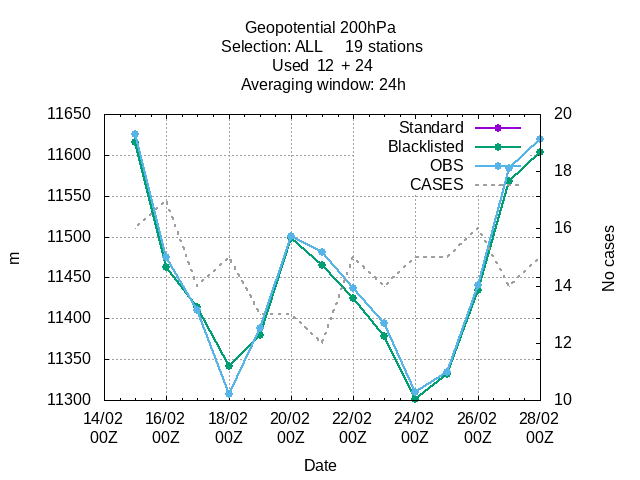 Geopotential 200hPa
Selection: ALL     19 stations
Used  12  + 24
Averaging window: 24h
11650
11600
11550
11500
11450
11400
11350
11300
m
20
18
16
14
12
10
No cases
Standard
Blacklisted
OBS
CASES
14/02 16/02 18/02 20/02 22/02 24/02 26/02 28/02
00Z 00Z 00Z 00Z 00Z 00Z 00Z 00Z
Date